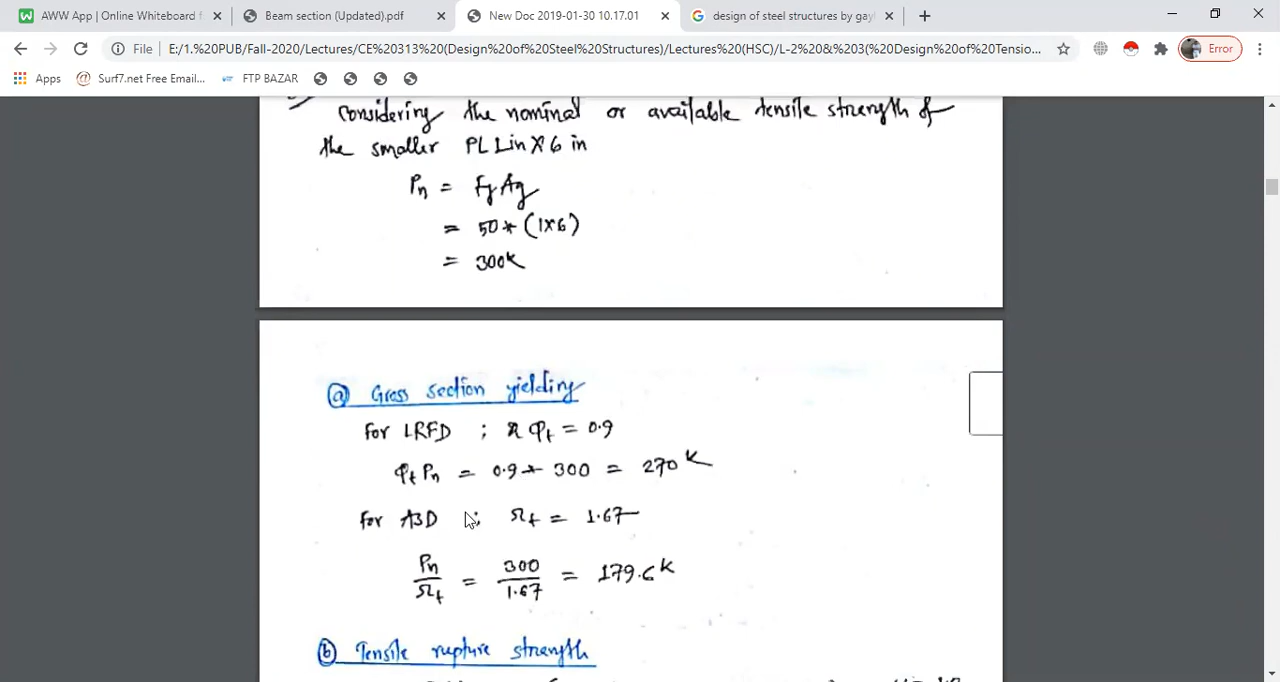 AWW App | Online Whiteboard f
Beam section (Updated).pdf
New Doc 2019-01-30 10.17.01
design of steel structures by gayl
File
E:/1.%20PUB/Fall-2020/Lectures/CE%20313%20(Design%20of%20Steel%20Structures)/Lectures%20(HSC)/L-2%20&%203(%20Design%20of%20Tensio...
Error
Apps
Surf7.net Free Email...
FTP BAZAR
Considering the nominal or available tensile strength of
the smaller PL 1in X 6 in
Pn = Fy Ag
= 50 * (1x6)
= 300k
ⓐ Gross section yielding
For LRFD ; φt = 0.9
φt Pn = 0.9 * 300 = 270 K
For ASD ; Ωt = 1.67
Pn/Ωt = 300/1.67 = 179.6 K
ⓑ Tensile rupture strength